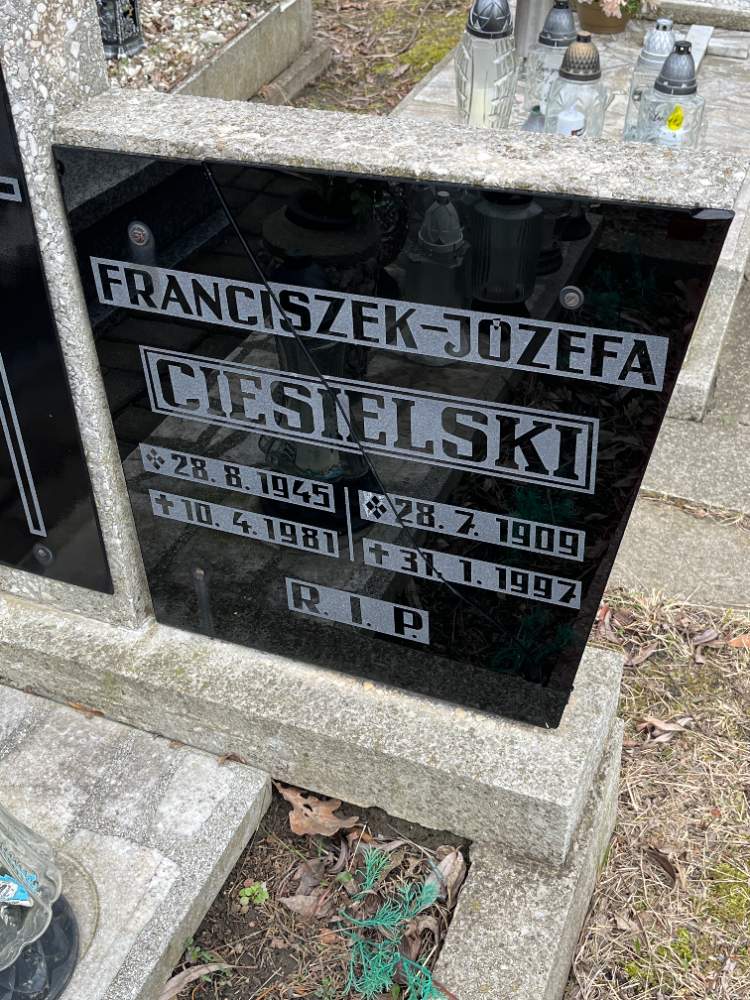 FRANCISZEK-JÓZEFA
CIESIELSKI
28. 8. 1945
+10. 4. 1981
28. 7. 1909
+31. 1. 1997
R. I. P.